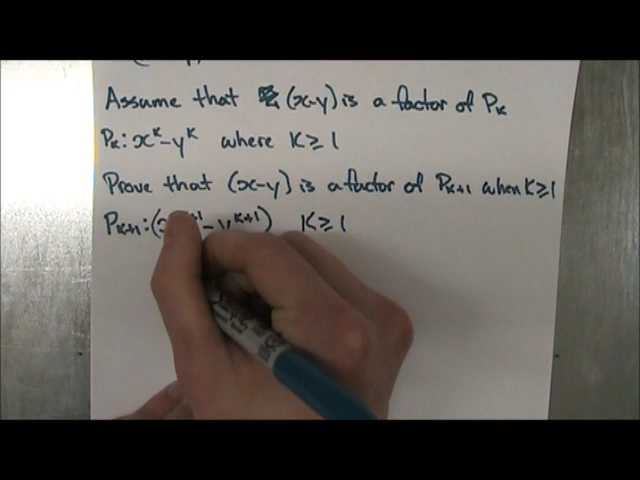 Assume that (x-y) is a factor of Pk
Pk: x^k - y^k where K ≥ 1
Prove that (x-y) is a factor of Pk+1 when K≥1
Pk+1: - y^k+1) K ≥ 1